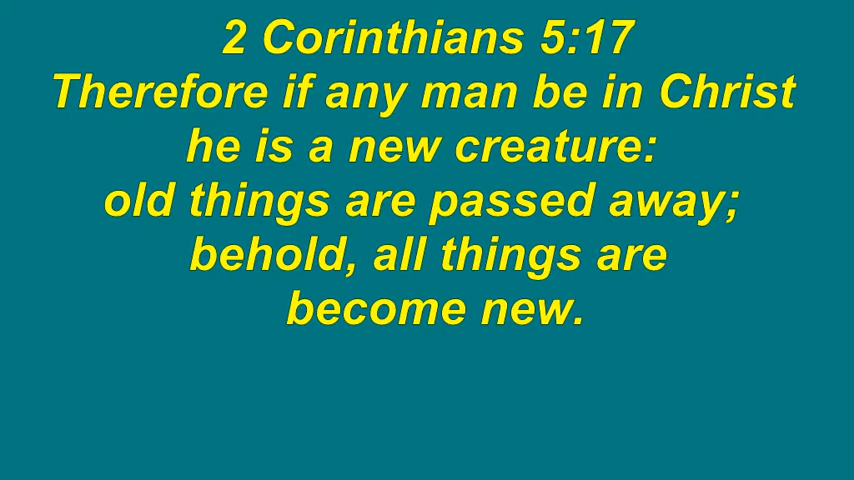 2 Corinthians 5:17
Therefore if any man be in Christ
he is a new creature:
old things are passed away;
behold, all things are
become new.